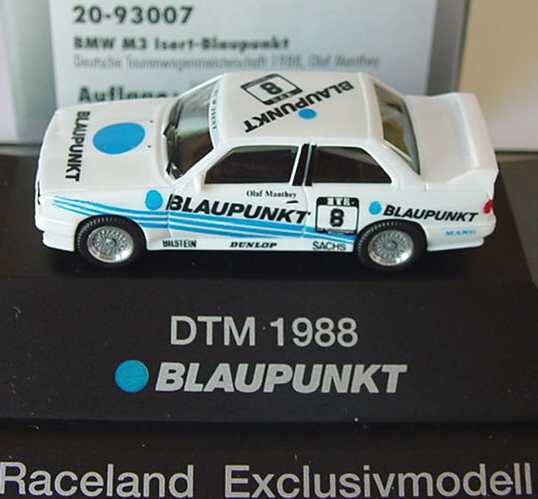 20-93007
BMW M3 Isert-Blaupunkt
Deutsche Tourenwagenmeisterschaft 1988, Olaf Manthey
Auflage:
8
BLAUPUNKT
BLAUPUNKT
Olaf Manthey
BLAUPUNKT
8
BLAUPUNKT
BILSTEIN
DUNLOP
SACHS
DTM 1988
BLAUPUNKT
Raceland Exclusivmodell